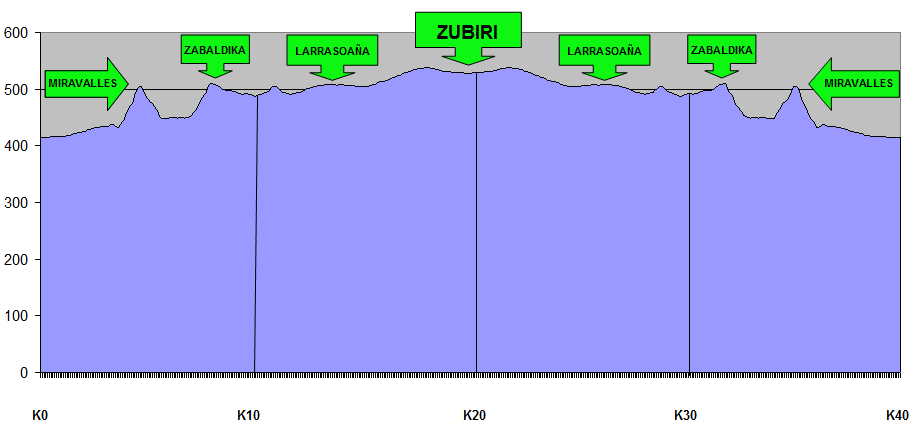 ZUBIRI
600
ZABALDIKA
LARRASOAÑA
LARRASOAÑA
ZABALDIKA
MIRAVALLES
MIRAVALLES
500
400
300
200
100
0
K0
K10
K20
K30
K40